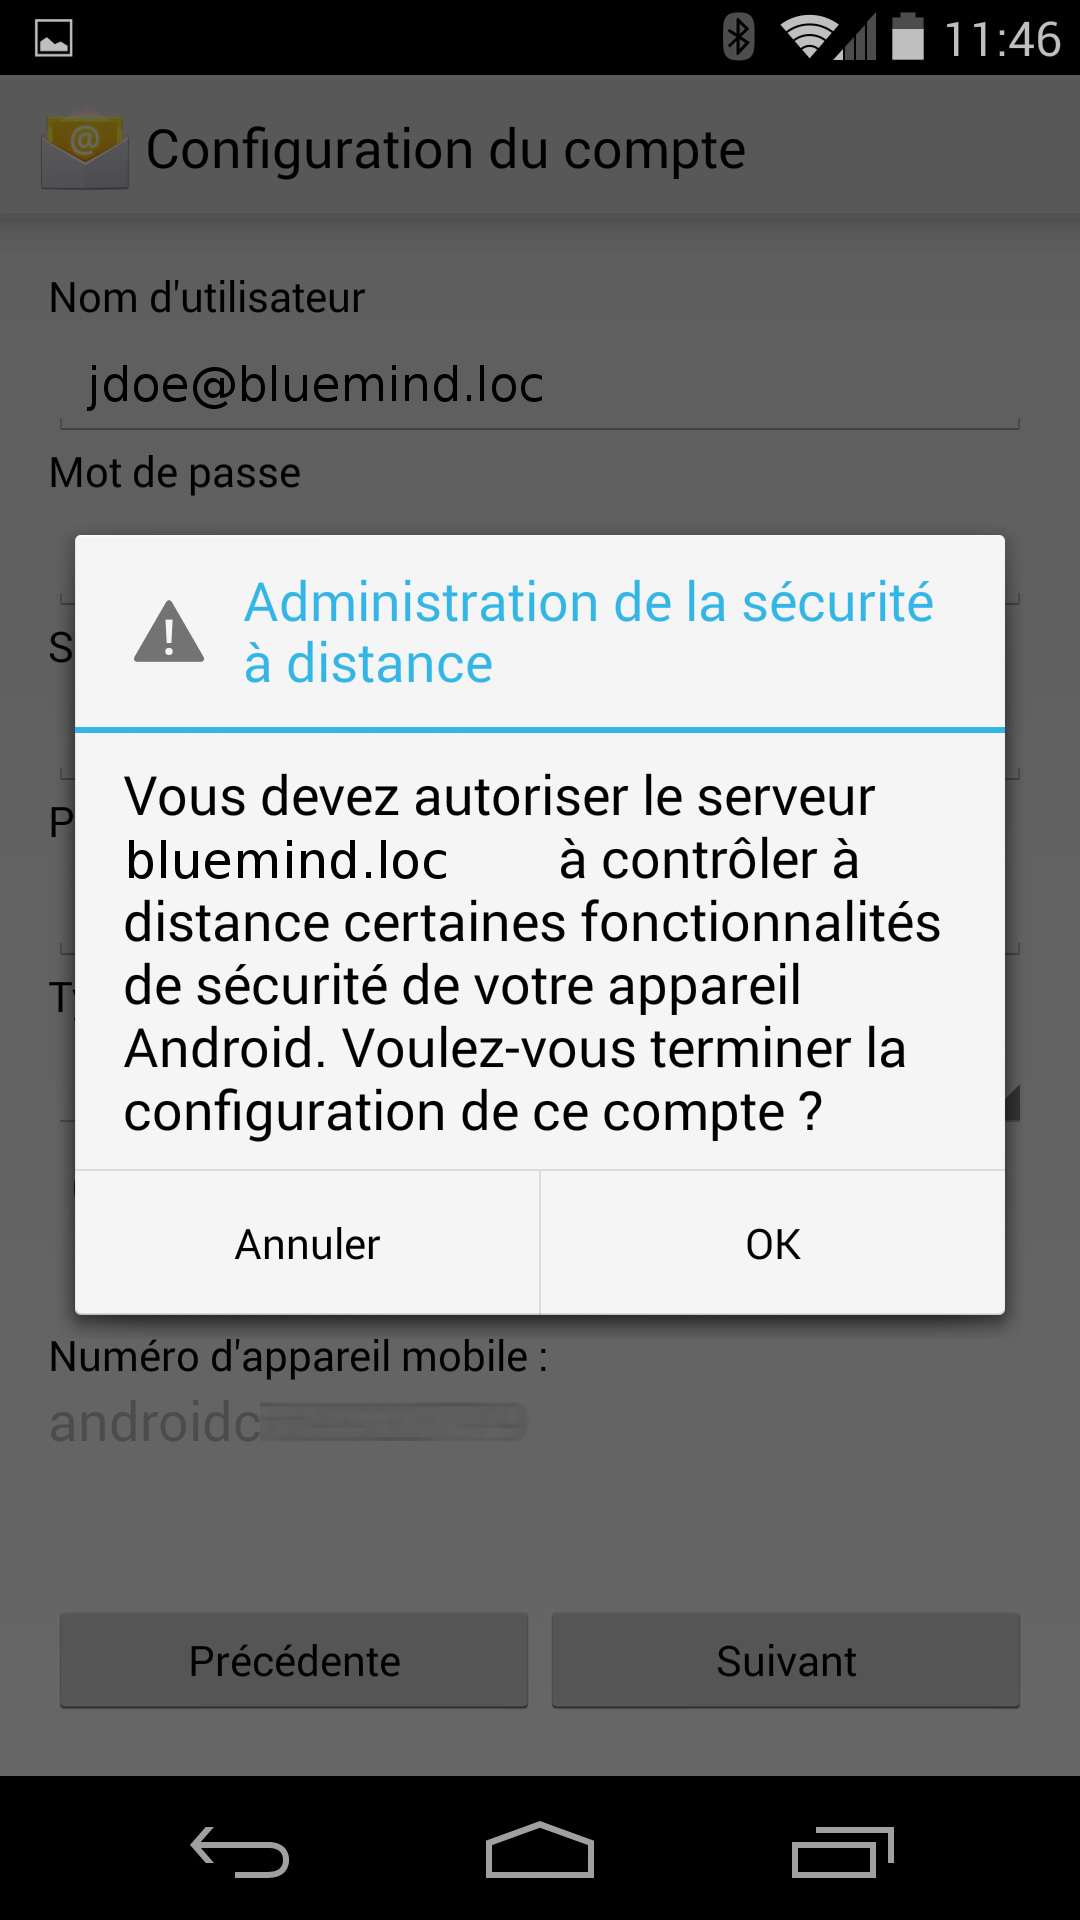 11:46
Configuration du compte
Nom d'utilisateur
jdoe@bluemind.loc
Mot de passe
Administration de la sécurité
à distance
Vous devez autoriser le serveur
bluemind.loc à contrôler à
distance certaines fonctionnalités
de sécurité de votre appareil
Android. Voulez-vous terminer la
configuration de ce compte ?
Annuler OK
Numéro d'appareil mobile :
androidc
Précédente Suivant